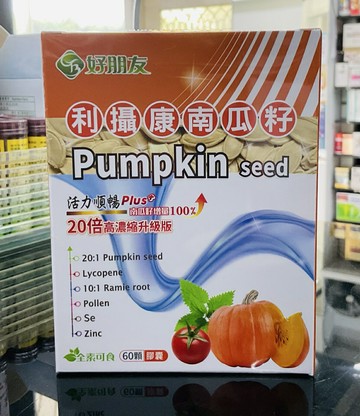 好朋友
利攝康南瓜籽
Pumpkin seed
活力順暢Plus+
南瓜籽增量100%
20倍高濃縮升級版
20:1 Pumpkin seed
Lycopene
10:1 Ramie root
Pollen
Se
Zinc
全素可食 60顆 膠囊